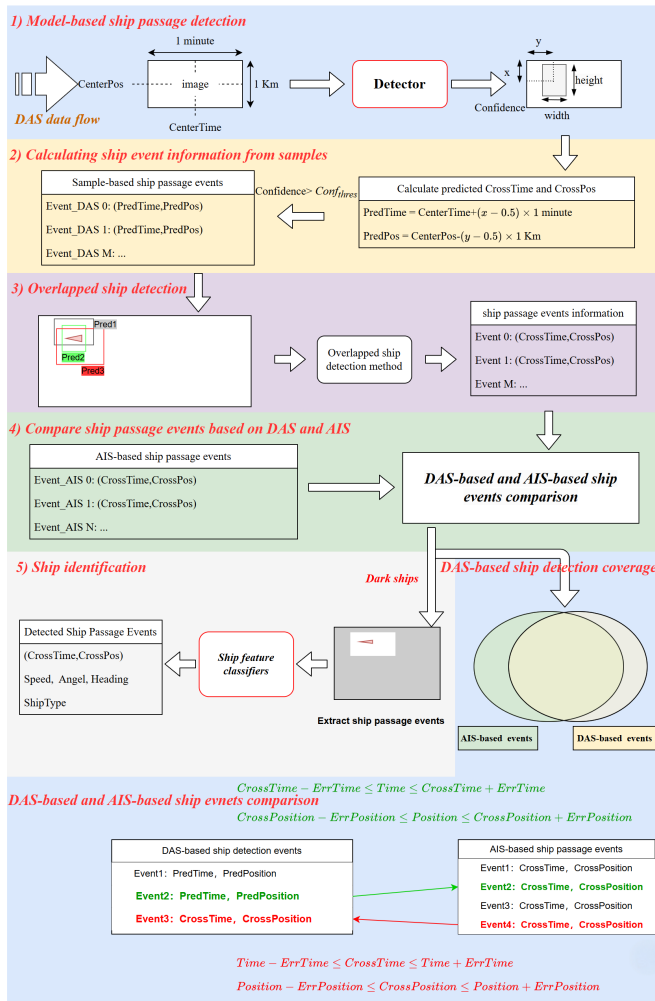 1) Model-based ship passage detection
1 minute
DAS data flow
CenterPos
image
1 Km
CenterTime
Detector
y
x
height
Confidence
width
2) Calculating ship event information from samples
Sample-based ship passage events
Event_DAS 0: (PredTime,PredPos)
Event_DAS 1: (PredTime,PredPos)
Event_DAS M: ...
Confidence> Conf_thres
Calculate predicted CrossTime and CrossPos
PredTime = CenterTime+(x − 0.5) × 1 minute
PredPos = CenterPos-(y − 0.5) × 1 Km
3) Overlapped ship detection
Pred1
Pred2
Pred3
Overlapped ship
detection method
ship passage events information
Event 0: (CrossTime,CrossPos)
Event 1: (CrossTime,CrossPos)
Event M: ...
4) Compare ship passage events based on DAS and AIS
AIS-based ship passage events
Event_AIS 0: (CrossTime,CrossPos)
Event_AIS 1: (CrossTime,CrossPos)
Event_AIS N: ...
DAS-based and AIS-based ship
events comparison
5) Ship identification
Dark ships
Detected Ship Passage Events
(CrossTime,CrossPos)
Speed, Angel, Heading
ShipType
Ship feature
classifiers
Extract ship passage events
DAS-based ship detection coverage
AIS-based events
DAS-based events
DAS-based and AIS-based ship evnets comparison
CrossTime − ErrTime ≤ Time ≤ CrossTime + ErrTime
CrossPosition − ErrPosition ≤ Position ≤ CrossPosition + ErrPosition
DAS-based ship detection events
Event1: PredTime, PredPosition
Event2: PredTime, PredPosition
Event3: CrossTime, CrossPosition
AIS-based ship passage events
Event1: CrossTime, CrossPosition
Event2: CrossTime, CrossPosition
Event3: CrossTime, CrossPosition
Event4: CrossTime, CrossPosition
Time − ErrTime ≤ CrossTime ≤ Time + ErrTime
Position − ErrPosition ≤ CrossPosition ≤ Position + ErrPosition